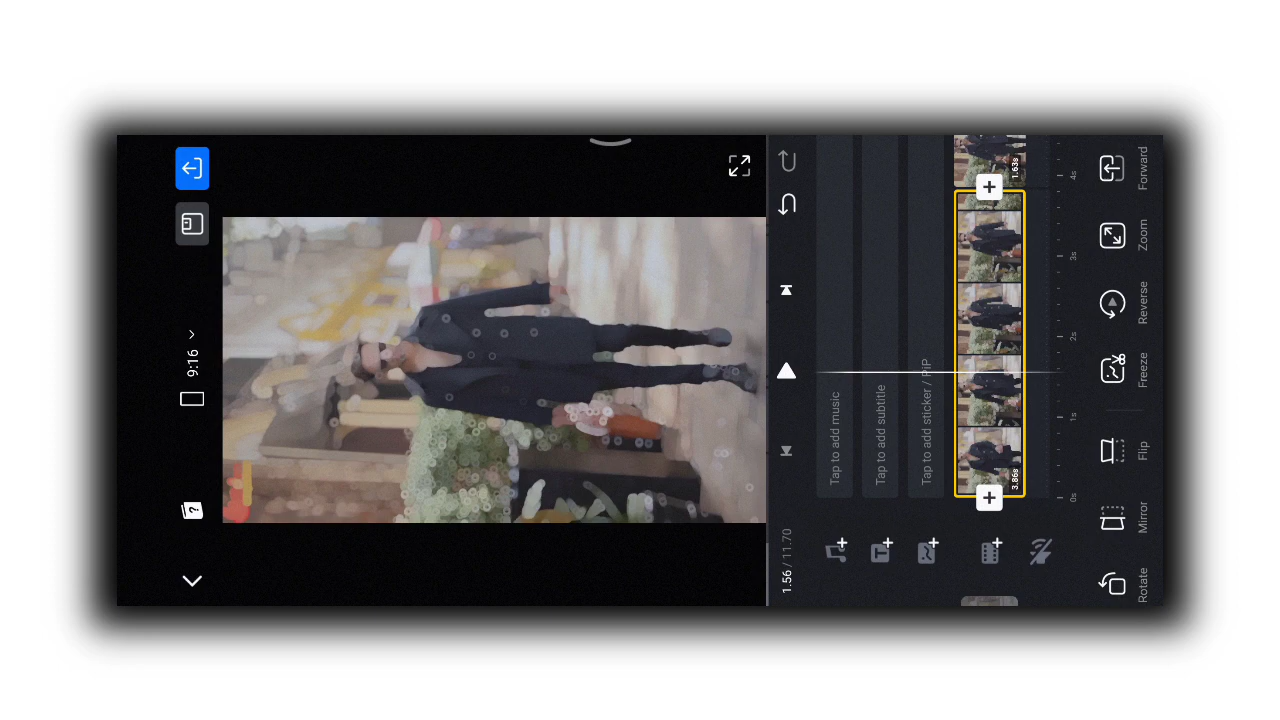 9:16
?
1.56 / 11.70
Tap to add music
T
Tap to add subtitle
Tap to add sticker / PiP
3.86s
1.63s
0s
1s
2s
3s
4s
Rotate
Mirror
Flip
Freeze
Reverse
Zoom
Forward